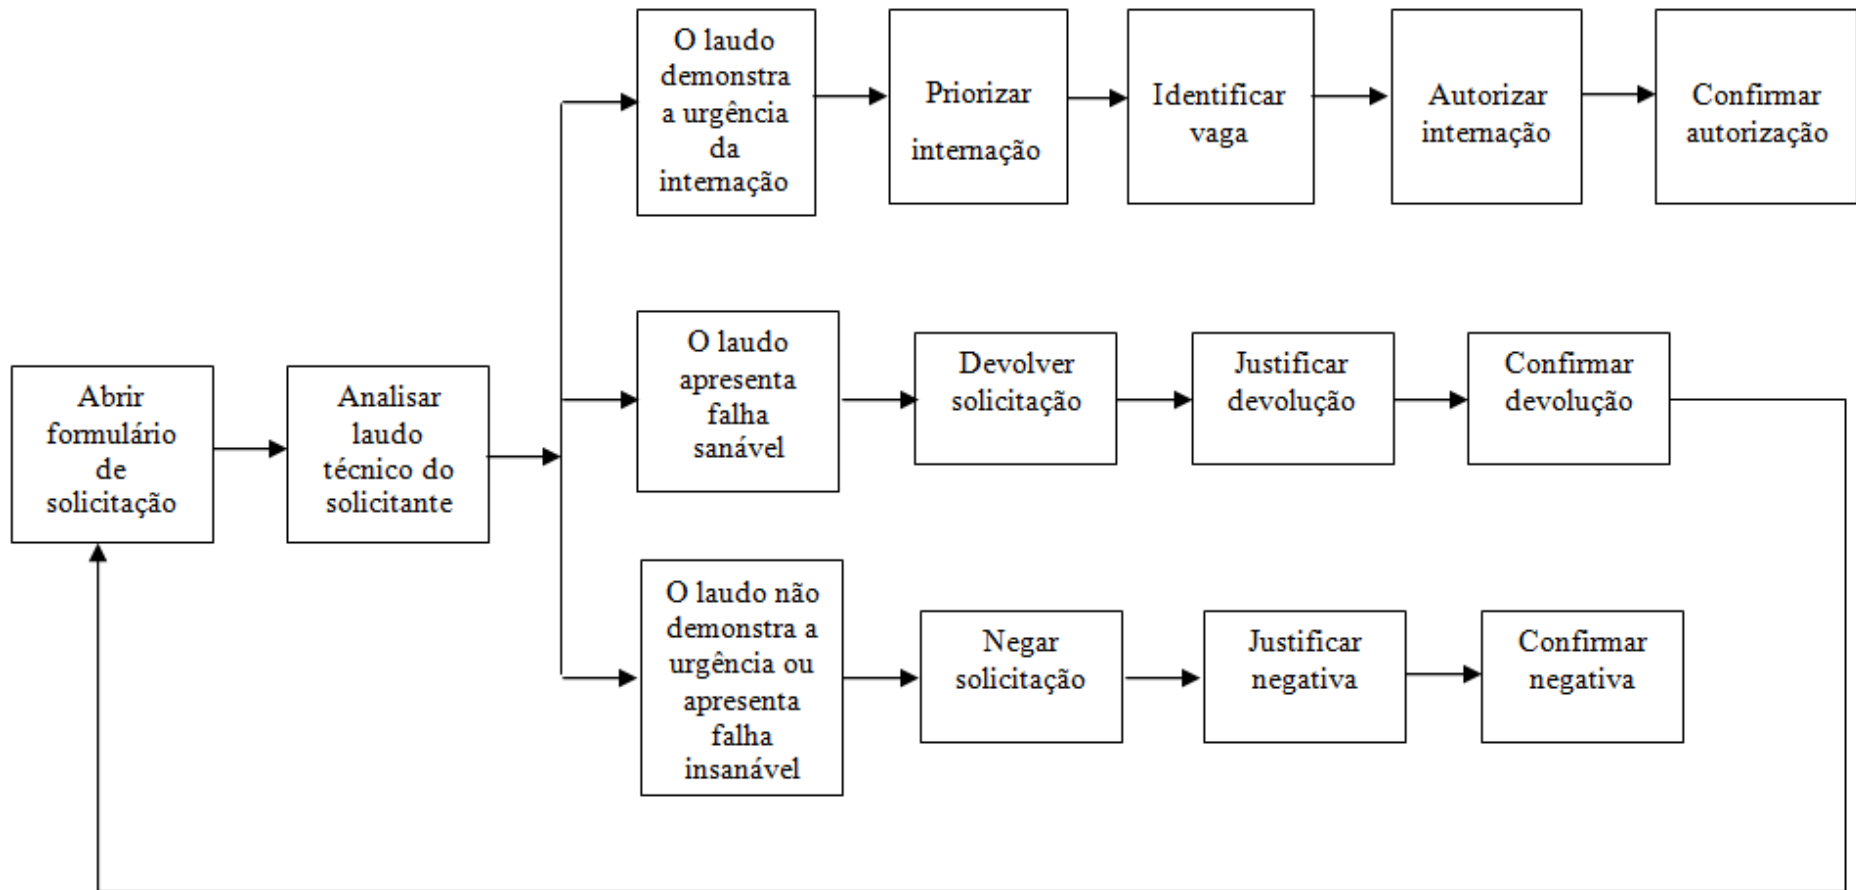 O laudo
demonstra
a urgência
da
internação
Priorizar
internação
Identificar
vaga
Autorizar
internação
Confirmar
autorização
Abrir
formulário
de
solicitação
Analisar
laudo
técnico do
solicitante
O laudo
apresenta
falha
sanável
Devolver
solicitação
Justificar
devolução
Confirmar
devolução
O laudo não
demonstra a
urgência ou
apresenta
falha
insanável
Negar
solicitação
Justificar
negativa
Confirmar
negativa